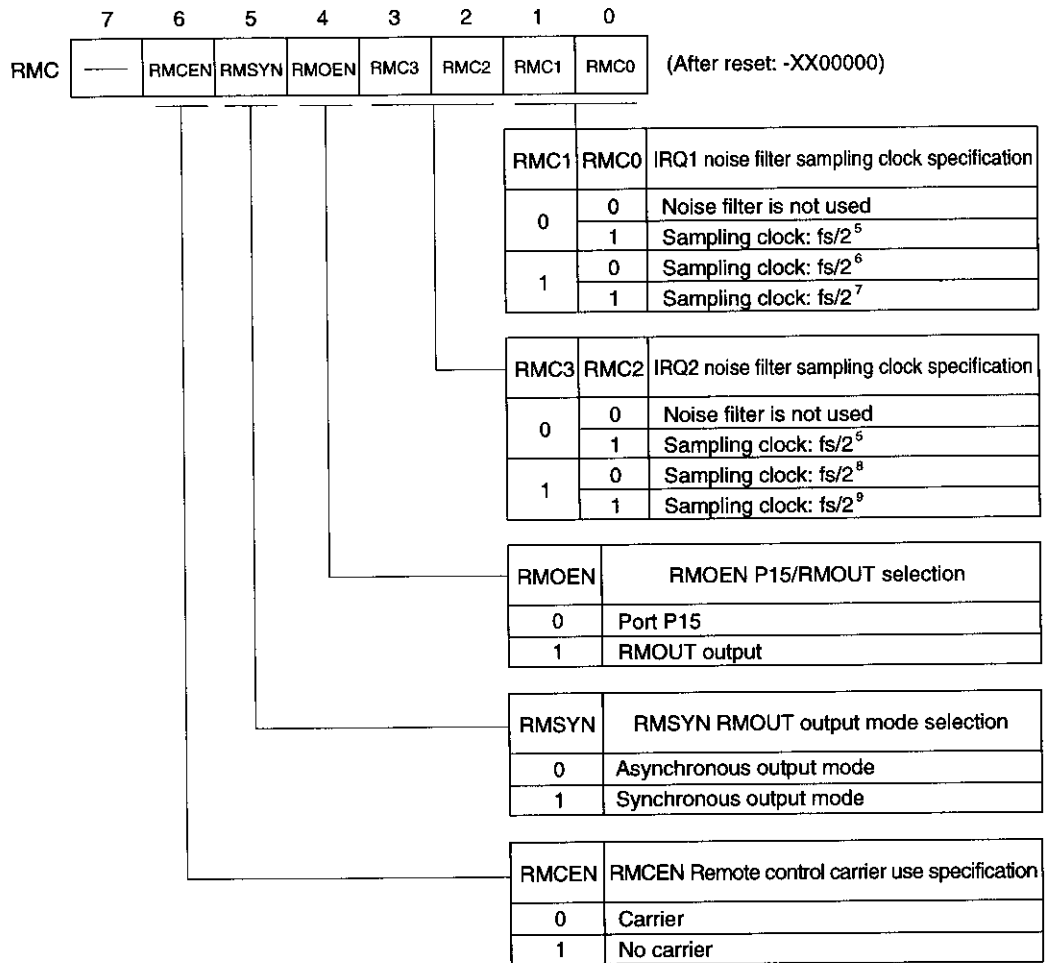 7 6 5 4 3 2 1 0
RMC — RMCEN RMSYN RMOEN RMC3 RMC2 RMC1 RMC0 (After reset: -XX00000)
RMC1 RMC0 IRQ1 noise filter sampling clock specification
0 0 Noise filter is not used
1 Sampling clock: fs/2⁵
1 0 Sampling clock: fs/2⁶
1 Sampling clock: fs/2⁷
RMC3 RMC2 IRQ2 noise filter sampling clock specification
0 0 Noise filter is not used
1 Sampling clock: fs/2⁵
1 0 Sampling clock: fs/2⁸
1 Sampling clock: fs/2⁹
RMOEN RMOEN P15/RMOUT selection
0 Port P15
1 RMOUT output
RMSYN RMSYN RMOUT output mode selection
0 Asynchronous output mode
1 Synchronous output mode
RMCEN RMCEN Remote control carrier use specification
0 Carrier
1 No carrier